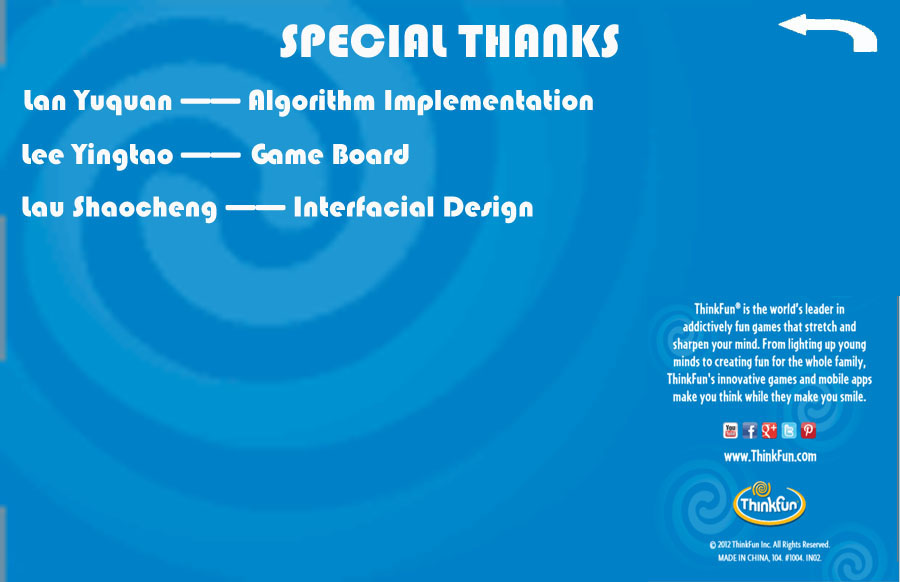 SPECIAL THANKS
Lan Yuquan —— Algorithm Implementation
Lee Yingtao —— Game Board
Lau Shaocheng —— Interfacial Design
ThinkFun® is the world's leader in
addictively fun games that stretch and
sharpen your mind. From lighting up young
minds to creating fun for the whole family,
ThinkFun's innovative games and mobile apps
make you think while they make you smile.
You Tube f g+ t P
www.ThinkFun.com
Thinkfun
© 2012 ThinkFun Inc. All Rights Reserved.
MADE IN CHINA, 104. #1004. IN02.